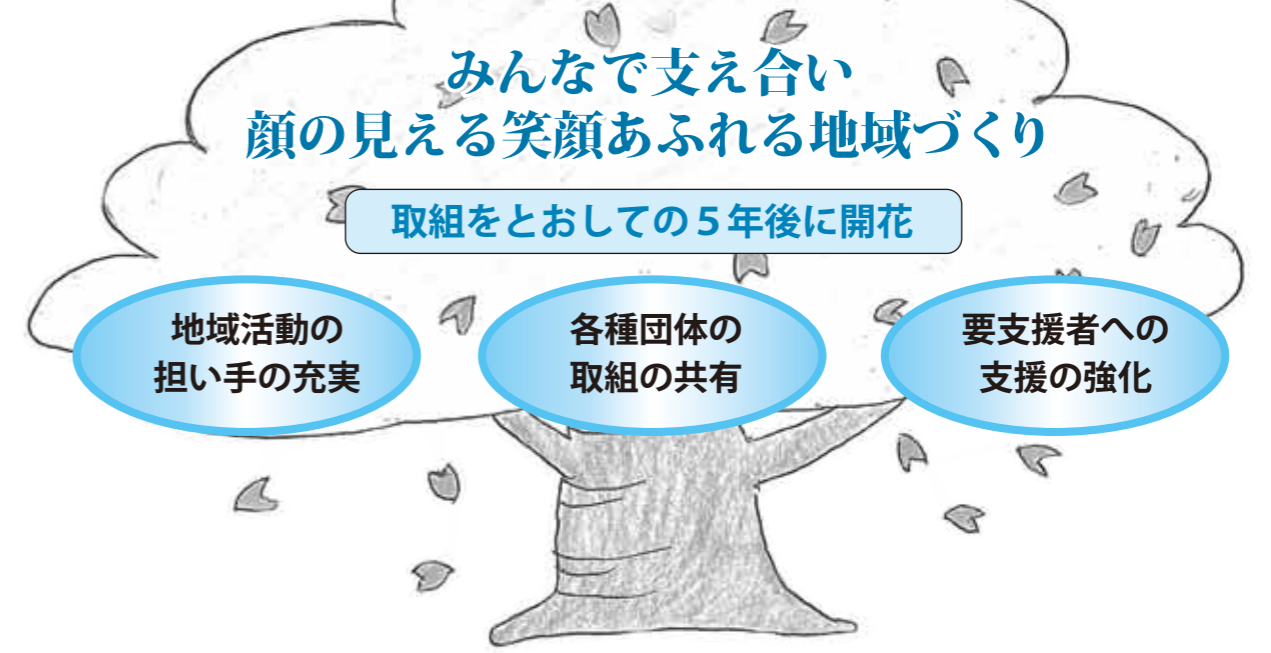 みんなで支え合い
顔の見える笑顔あふれる地域づくり
取組をとおしての５年後に開花
地域活動の
担い手の充実
各種団体の
取組の共有
要支援者への
支援の強化